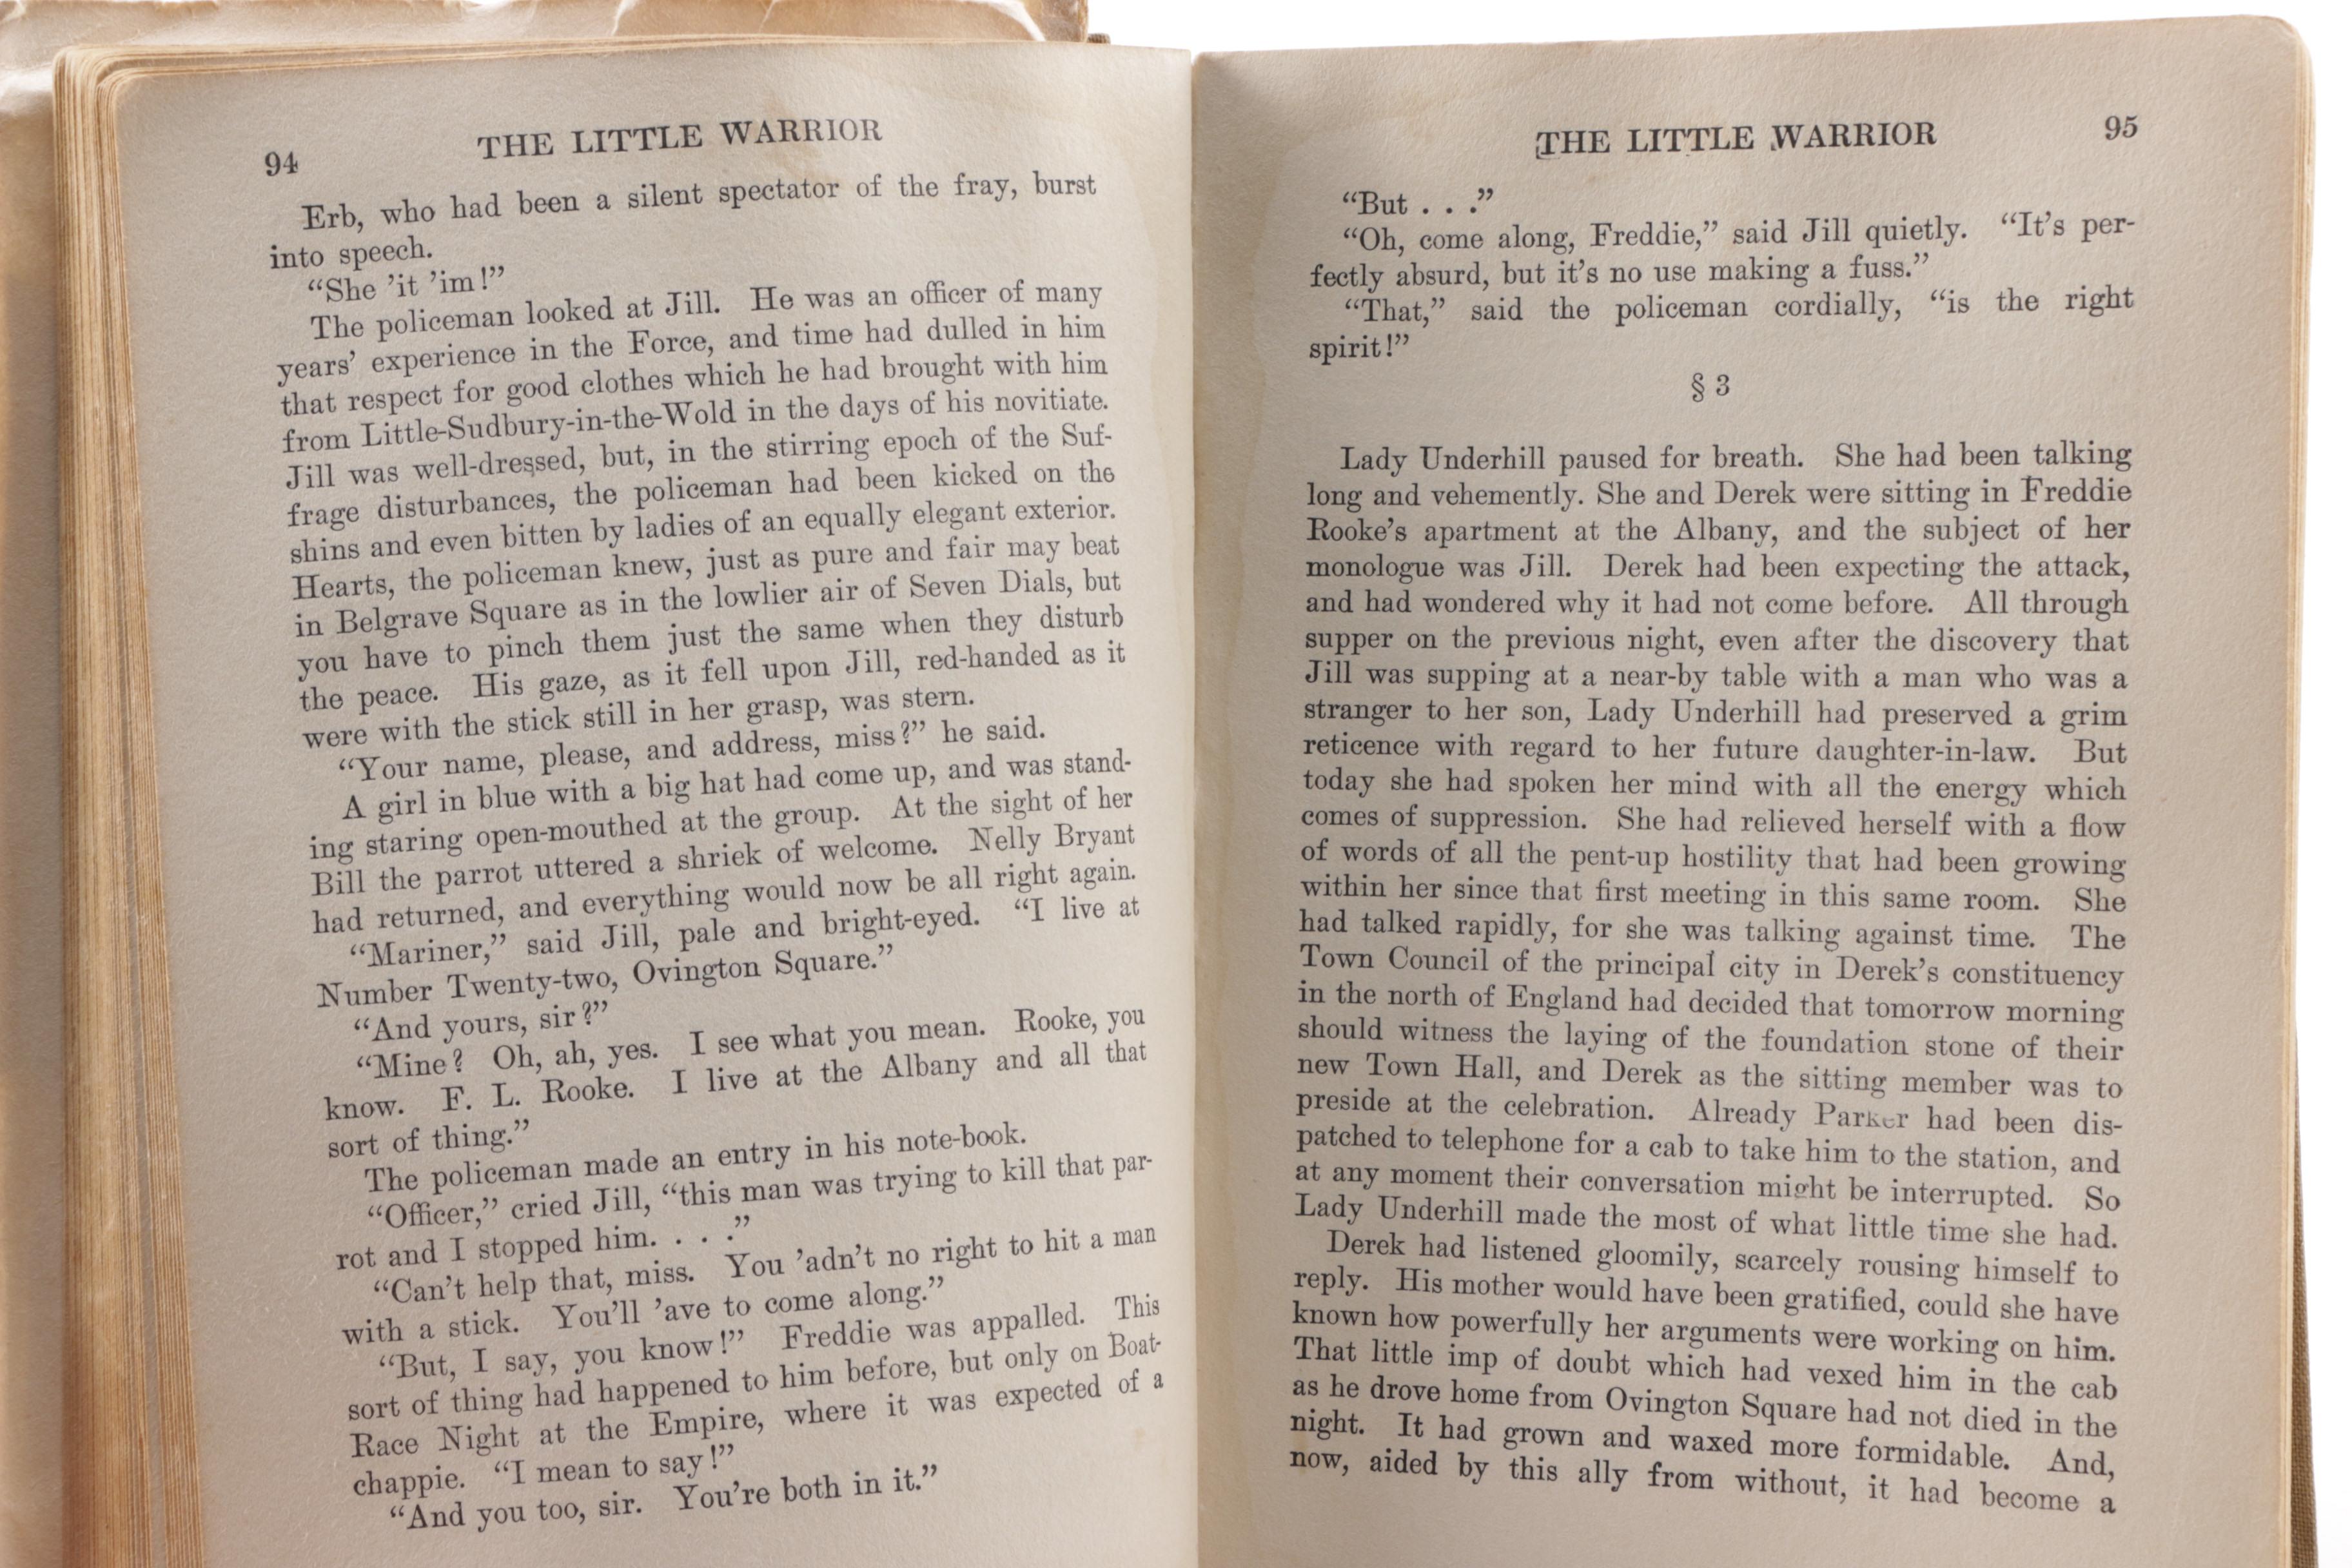 94
THE LITTLE WARRIOR
Erb, who had been a silent spectator of the fray, burst
into speech.
“She ’it ’im!”
The policeman looked at Jill. He was an officer of many
years’ experience in the Force, and time had dulled in him
that respect for good clothes which he had brought with him
from Little-Sudbury-in-the-Wold in the days of his novitiate.
Jill was well-dressed, but, in the stirring epoch of the Suf-
frage disturbances, the policeman had been kicked on the
shins and even bitten by ladies of an equally elegant exterior.
Hearts, the policeman knew, just as pure and fair may beat
in Belgrave Square as in the lowlier air of Seven Dials, but
you have to pinch them just the same when they disturb
the peace. His gaze, as it fell upon Jill, red-handed as it
were with the stick still in her grasp, was stern.
“Your name, please, and address, miss?” he said.
A girl in blue with a big hat had come up, and was stand-
ing staring open-mouthed at the group. At the sight of her
Bill the parrot uttered a shriek of welcome. Nelly Bryant
had returned, and everything would now be all right again.
“Mariner,” said Jill, pale and bright-eyed. “I live at
Number Twenty-two, Ovington Square.”
“And yours, sir?”
“Mine? Oh, ah, yes. I see what you mean. Rooke, you
know. F. L. Rooke. I live at the Albany and all that
sort of thing.”
The policeman made an entry in his note-book.
“Officer,” cried Jill, “this man was trying to kill that par-
rot and I stopped him. . . .”
“Can’t help that, miss. You ’adn’t no right to hit a man
with a stick. You’ll ’ave to come along.”
“But, I say, you know!” Freddie was appalled. This
sort of thing had happened to him before, but only on Boat-
Race Night at the Empire, where it was expected of a
chappie. “I mean to say!”
“And you too, sir. You’re both in it.”
THE LITTLE WARRIOR
95
“But . . .”
“Oh, come along, Freddie,” said Jill quietly. “It’s per-
fectly absurd, but it’s no use making a fuss.”
“That,” said the policeman cordially, “is the right
spirit!”
§ 3
Lady Underhill paused for breath. She had been talking
long and vehemently. She and Derek were sitting in Freddie
Rooke’s apartment at the Albany, and the subject of her
monologue was Jill. Derek had been expecting the attack,
and had wondered why it had not come before. All through
supper on the previous night, even after the discovery that
Jill was supping at a near-by table with a man who was a
stranger to her son, Lady Underhill had preserved a grim
reticence with regard to her future daughter-in-law. But
today she had spoken her mind with all the energy which
comes of suppression. She had relieved herself with a flow
of words of all the pent-up hostility that had been growing
within her since that first meeting in this same room. She
had talked rapidly, for she was talking against time. The
Town Council of the principal city in Derek’s constituency
in the north of England had decided that tomorrow morning
should witness the laying of the foundation stone of their
new Town Hall, and Derek as the sitting member was to
preside at the celebration. Already Parker had been dis-
patched to telephone for a cab to take him to the station, and
at any moment their conversation might be interrupted. So
Lady Underhill made the most of what little time she had.
Derek had listened gloomily, scarcely rousing himself to
reply. His mother would have been gratified, could she have
known how powerfully her arguments were working on him.
That little imp of doubt which had vexed him in the cab
as he drove home from Ovington Square had not died in the
night. It had grown and waxed more formidable. And,
now, aided by this ally from without, it had become a